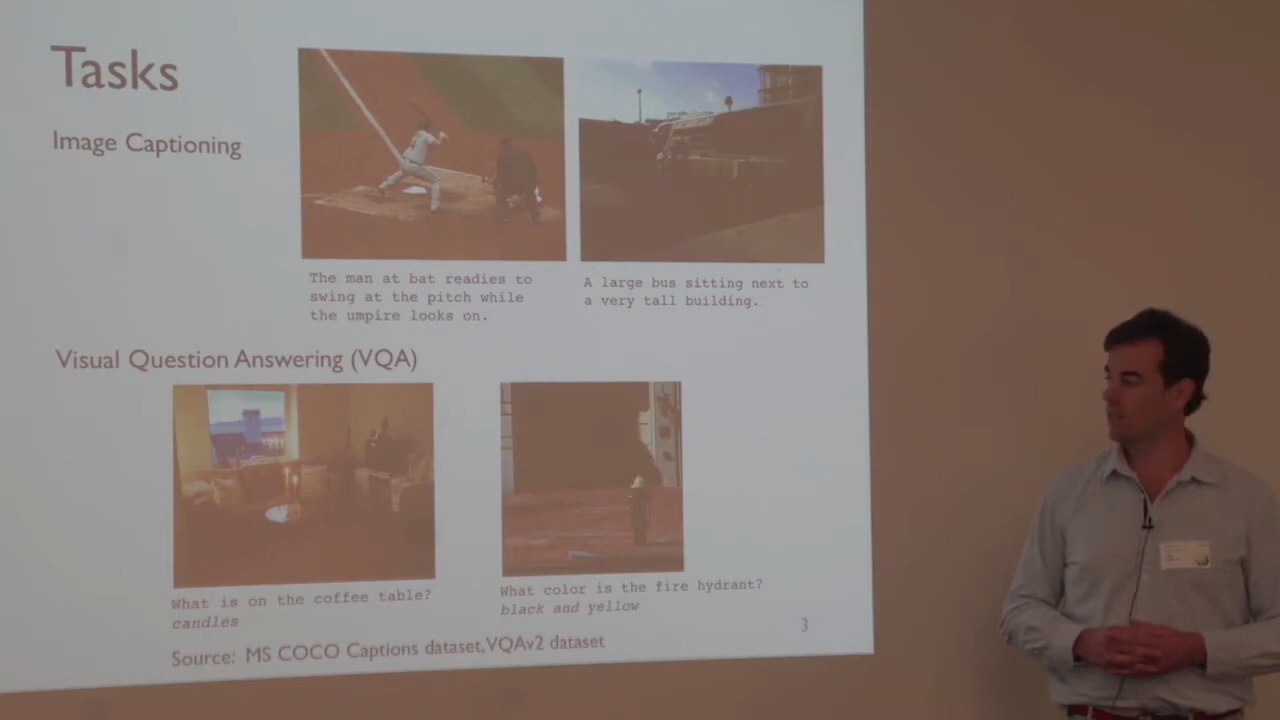 Tasks
Image Captioning
The man at bat readies to
swing at the pitch while
the umpire looks on.
A large bus sitting next to
a very tall building.
Visual Question Answering (VQA)
What is on the coffee table?
candles
What color is the fire hydrant?
black and yellow
Source: MS COCO Captions dataset, VQAv2 dataset
3